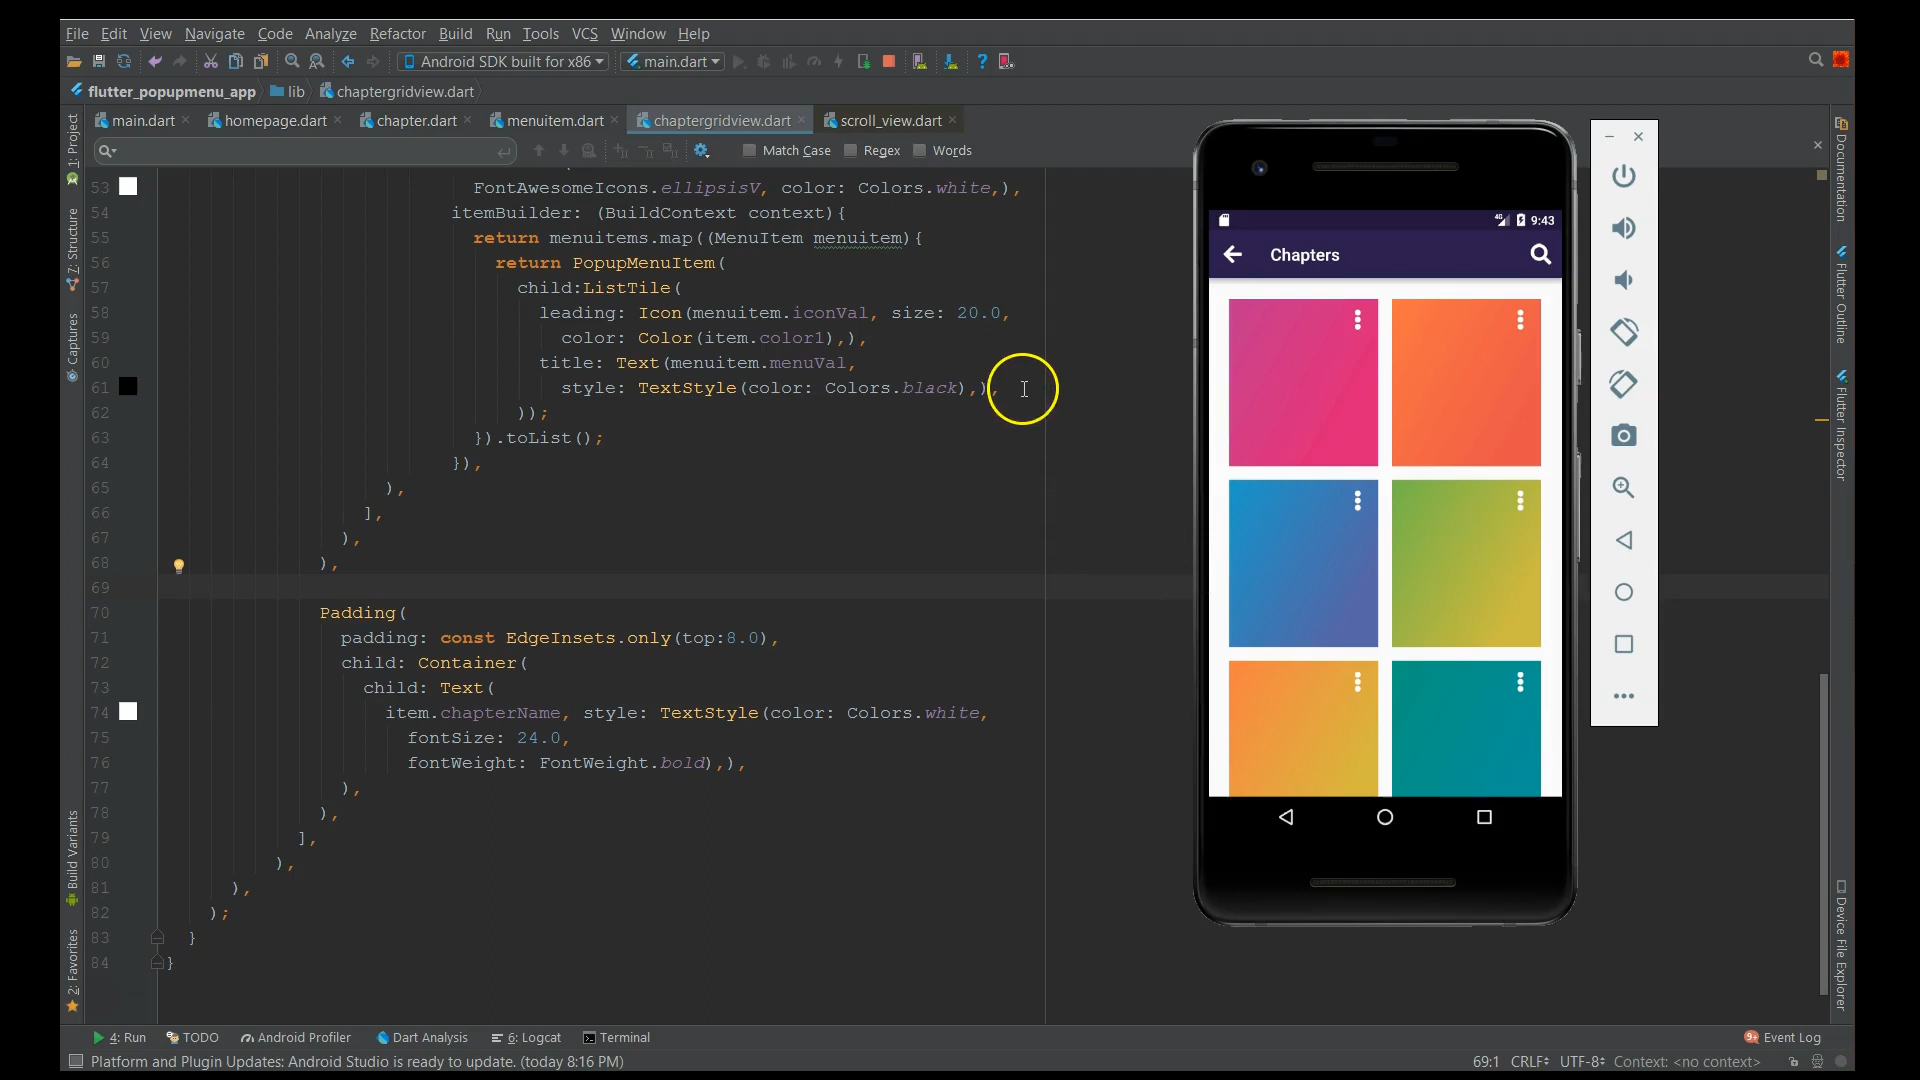 File Edit View Navigate Code Analyze Refactor Build Run Tools VCS Window Help
Android SDK built for x86 main.dart
flutter_popupmenu_app lib chaptergridview.dart
main.dart homepage.dart chapter.dart menuitem.dart chaptergridview.dart scroll_view.dart
Match Case Regex Words
53 FontAwesomeIcons.ellipsisV, color: Colors.white,),
54 itemBuilder: (BuildContext context){
55 return menuitems.map((MenuItem menuitem){
56 return PopupMenuItem(
57 child:ListTile(
58 leading: Icon(menuitem.iconVal, size: 20.0,
59 color: Color(item.color1),),
60 title: Text(menuitem.menuVal,
61 style: TextStyle(color: Colors.black),),
62 ));
63 }).toList();
64 }),
65 ),
66 ],
67 ),
68 ),
69
70 Padding(
71 padding: const EdgeInsets.only(top:8.0),
72 child: Container(
73 child: Text(
74 item.chapterName, style: TextStyle(color: Colors.white,
75 fontSize: 24.0,
76 fontWeight: FontWeight.bold),),
77 ),
78 ),
79 ],
80 ),
81 ),
82 );
83 }
84 }
1: Project
7: Structure
Captures
Build Variants
2: Favorites
4G 9:43
Chapters
Documentation
Flutter Outline
Flutter Inspector
Device File Explorer
4: Run TODO Android Profiler Dart Analysis 6: Logcat Terminal 9+ Event Log
Platform and Plugin Updates: Android Studio is ready to update. (today 8:16 PM) 69:1 CRLF UTF-8 Context: <no context>